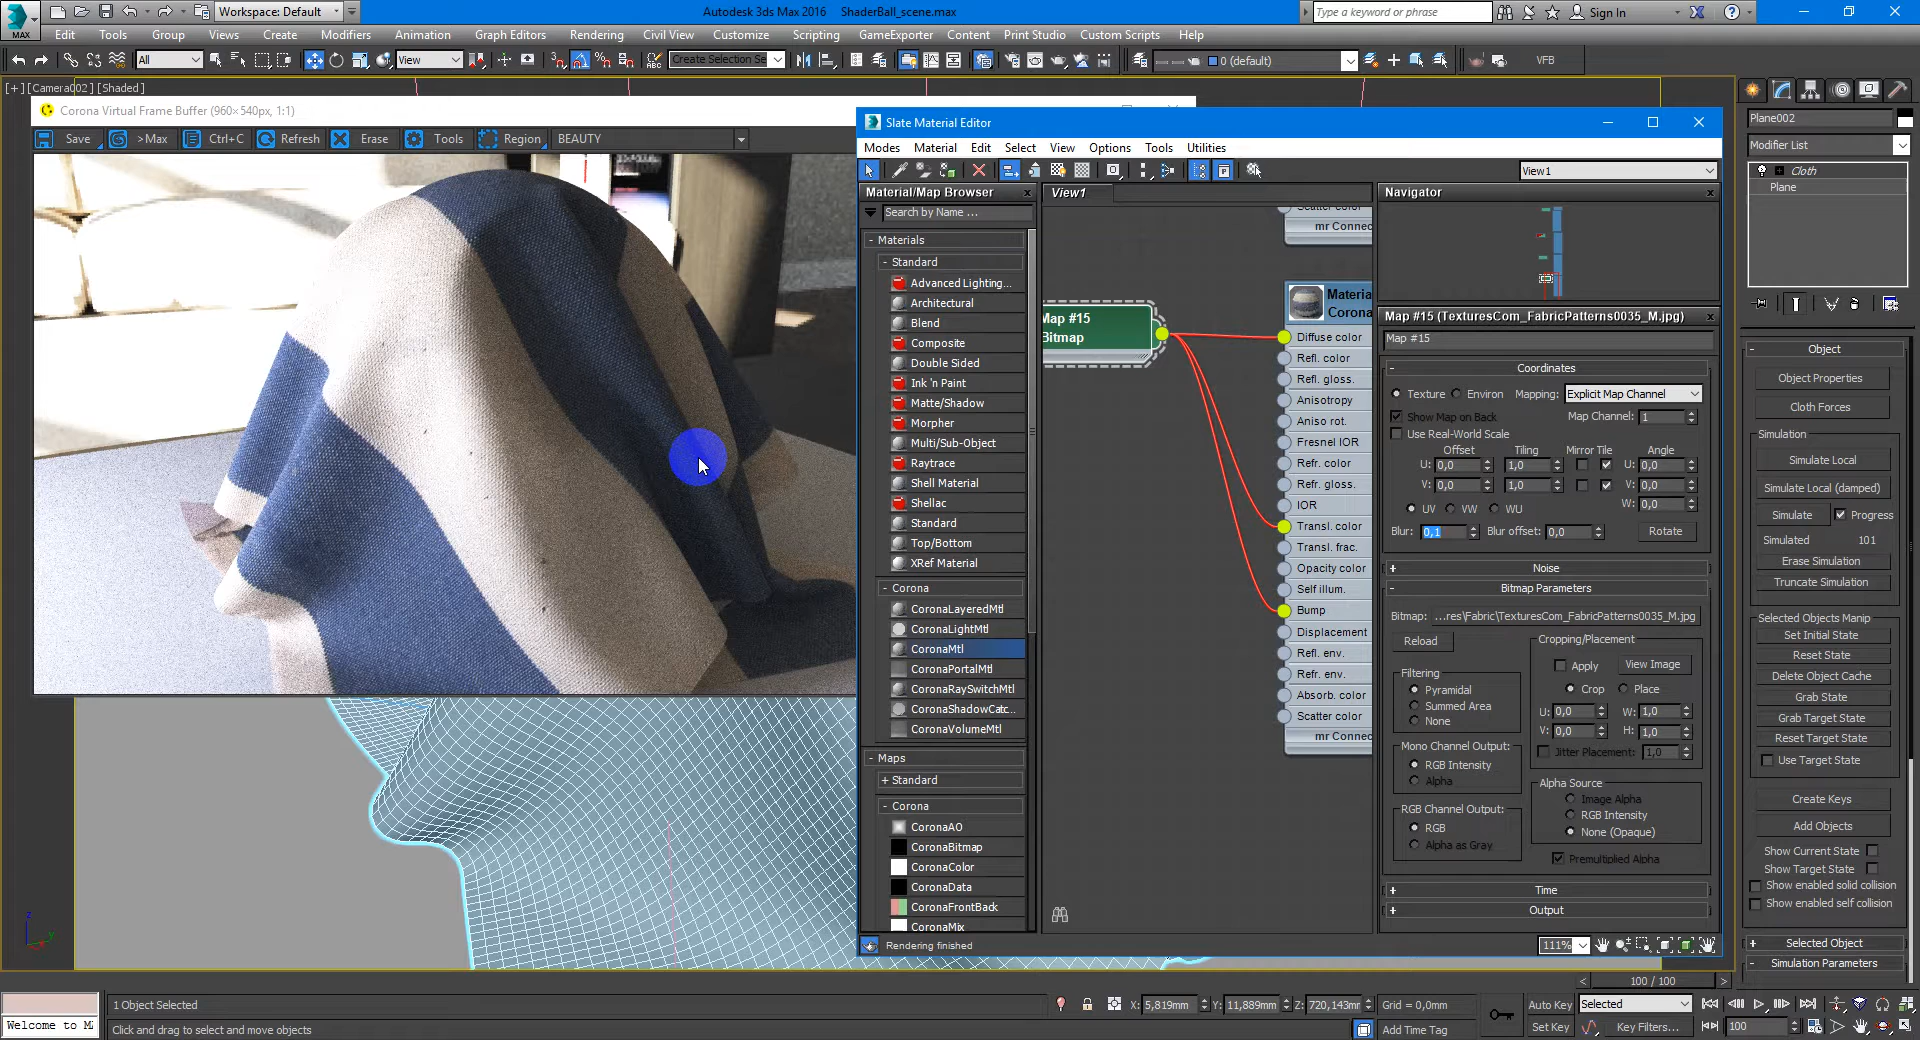 MAX
Workspace: Default
Autodesk 3ds Max 2016 ShaderBall_scene.max
Type a keyword or phrase
Sign In
Edit Tools Group Views Create Modifiers Animation Graph Editors Rendering Civil View Customize Scripting GameExporter Content Print Studio Custom Scripts Help
All View Create Selection Se 0 (default) VFB
[+] [Camera002] [Shaded]
Corona Virtual Frame Buffer (960×540px, 1:1)
Save >Max Ctrl+C Refresh Erase Tools Region BEAUTY
Slate Material Editor
Modes Material Edit Select View Options Tools Utilities
View1
Material/Map Browser
Search by Name ...
- Materials
- Standard
Advanced Lighting...
Architectural
Blend
Composite
Double Sided
Ink 'n Paint
Matte/Shadow
Morpher
Multi/Sub-Object
Raytrace
Shell Material
Shellac
Standard
Top/Bottom
XRef Material
- Corona
CoronaLayeredMtl
CoronaLightMtl
CoronaMtl
CoronaPortalMtl
CoronaRaySwitchMtl
CoronaShadowCatc...
CoronaVolumeMtl
- Maps
+ Standard
- Corona
CoronaAO
CoronaBitmap
CoronaColor
CoronaData
CoronaFrontBack
CoronaMix
Rendering finished
View1
Scatter color
mr Connec
Map #15
Bitmap
Materia
Corona
Diffuse color
Refl. color
Refl. gloss.
Anisotropy
Aniso rot.
Fresnel IOR
Refr. color
Refr. gloss.
IOR
Transl. color
Transl. frac.
Opacity color
Self illum.
Bump
Displacement
Refl. env.
Refr. env.
Absorb. color
Scatter color
mr Connec
Navigator
Map #15 (TexturesCom_FabricPatterns0035_M.jpg)
Map #15
- Coordinates
Texture Environ Mapping: Explicit Map Channel
Show Map on Back Map Channel: 1
Use Real-World Scale
Offset Tiling Mirror Tile Angle
U: 0,0 1,0 U: 0,0
V: 0,0 1,0 V: 0,0
UV VW WU W: 0,0
Blur: 0,1 Blur offset: 0,0 Rotate
+ Noise
- Bitmap Parameters
Bitmap: ...res\Fabric\TexturesCom_FabricPatterns0035_M.jpg
Reload
Cropping/Placement
Apply View Image
Crop Place
U: 0,0 W: 1,0
V: 0,0 H: 1,0
Jitter Placement: 1,0
Filtering
Pyramidal
Summed Area
None
Mono Channel Output:
RGB Intensity
Alpha
RGB Channel Output:
RGB
Alpha as Gray
Alpha Source
Image Alpha
RGB Intensity
None (Opaque)
Premultiplied Alpha
+ Time
+ Output
111%
Plane002
Modifier List
Cloth
Plane
- Object
Object Properties
Cloth Forces
Simulation
Simulate Local
Simulate Local (damped)
Simulate Progress
Simulated 101
Erase Simulation
Truncate Simulation
Selected Objects Manip
Set Initial State
Reset State
Delete Object Cache
Grab State
Grab Target State
Reset Target State
Use Target State
Create Keys
Add Objects
Show Current State
Show Target State
Show enabled solid collision
Show enabled self collision
+ Selected Object
- Simulation Parameters
z
y
100 / 100
1 Object Selected
X: 5,819mm Y: 11,889mm Z: 720,143mm Grid = 0,0mm
Auto Key Selected
Welcome to MA
Click and drag to select and move objects
Add Time Tag
Set Key Key Filters... 100